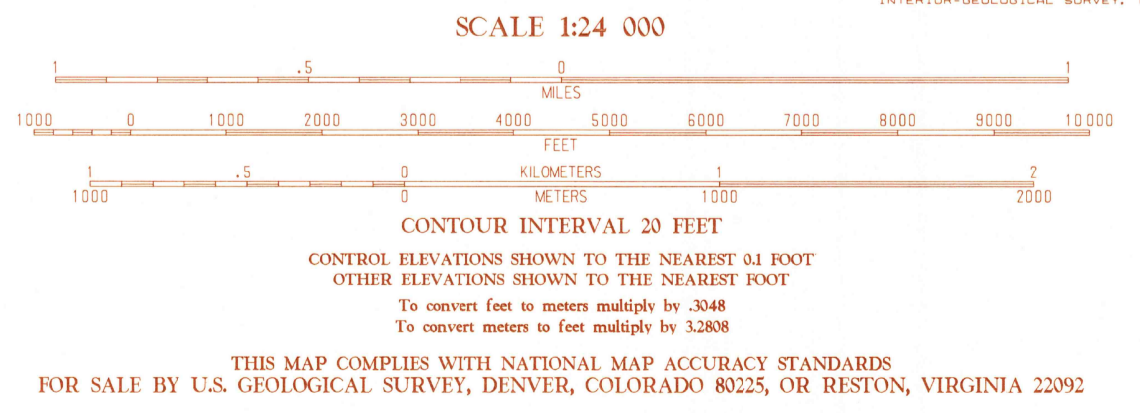 INTERIOR-GEOLOGICAL SURVEY,
SCALE 1:24 000
1 .5 0 1
MILES
1000 0 1000 2000 3000 4000 5000 6000 7000 8000 9000 10 000
FEET
1 .5 0 KILOMETERS 1 2
1000 0 METERS 1000 2000
CONTOUR INTERVAL 20 FEET
CONTROL ELEVATIONS SHOWN TO THE NEAREST 0.1 FOOT
OTHER ELEVATIONS SHOWN TO THE NEAREST FOOT
To convert feet to meters multiply by .3048
To convert meters to feet multiply by 3.2808
THIS MAP COMPLIES WITH NATIONAL MAP ACCURACY STANDARDS
FOR SALE BY U.S. GEOLOGICAL SURVEY, DENVER, COLORADO 80225, OR RESTON, VIRGINIA 22092